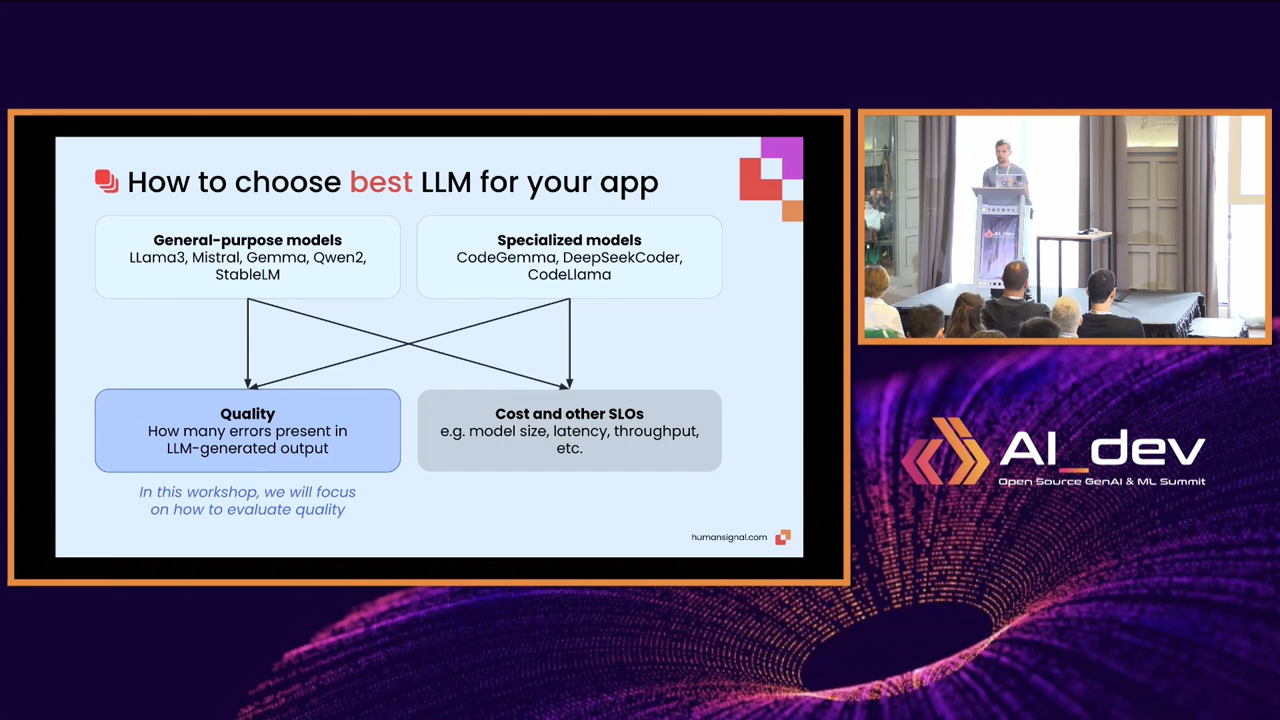 How to choose best LLM for your app
General-purpose models
LLama3, Mistral, Gemma, Qwen2,
StableLM
Specialized models
CodeGemma, DeepSeekCoder,
CodeLlama
Quality
How many errors present in
LLM-generated output
Cost and other SLOs
e.g. model size, latency, throughput,
etc.
In this workshop, we will focus
on how to evaluate quality
humansignal.com
AI_dev
AI_dev
Open Source GenAI & ML Summit